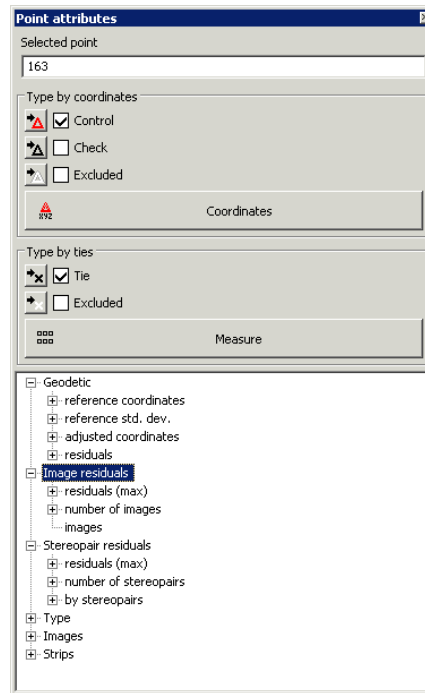 Point attributes
Selected point
163
Type by coordinates
Control
Check
Excluded
XYZ
Coordinates
Type by ties
Tie
Excluded
Measure
Geodetic
reference coordinates
reference std. dev.
adjusted coordinates
residuals
Image residuals
residuals (max)
number of images
images
Stereopair residuals
residuals (max)
number of stereopairs
by stereopairs
Type
Images
Strips